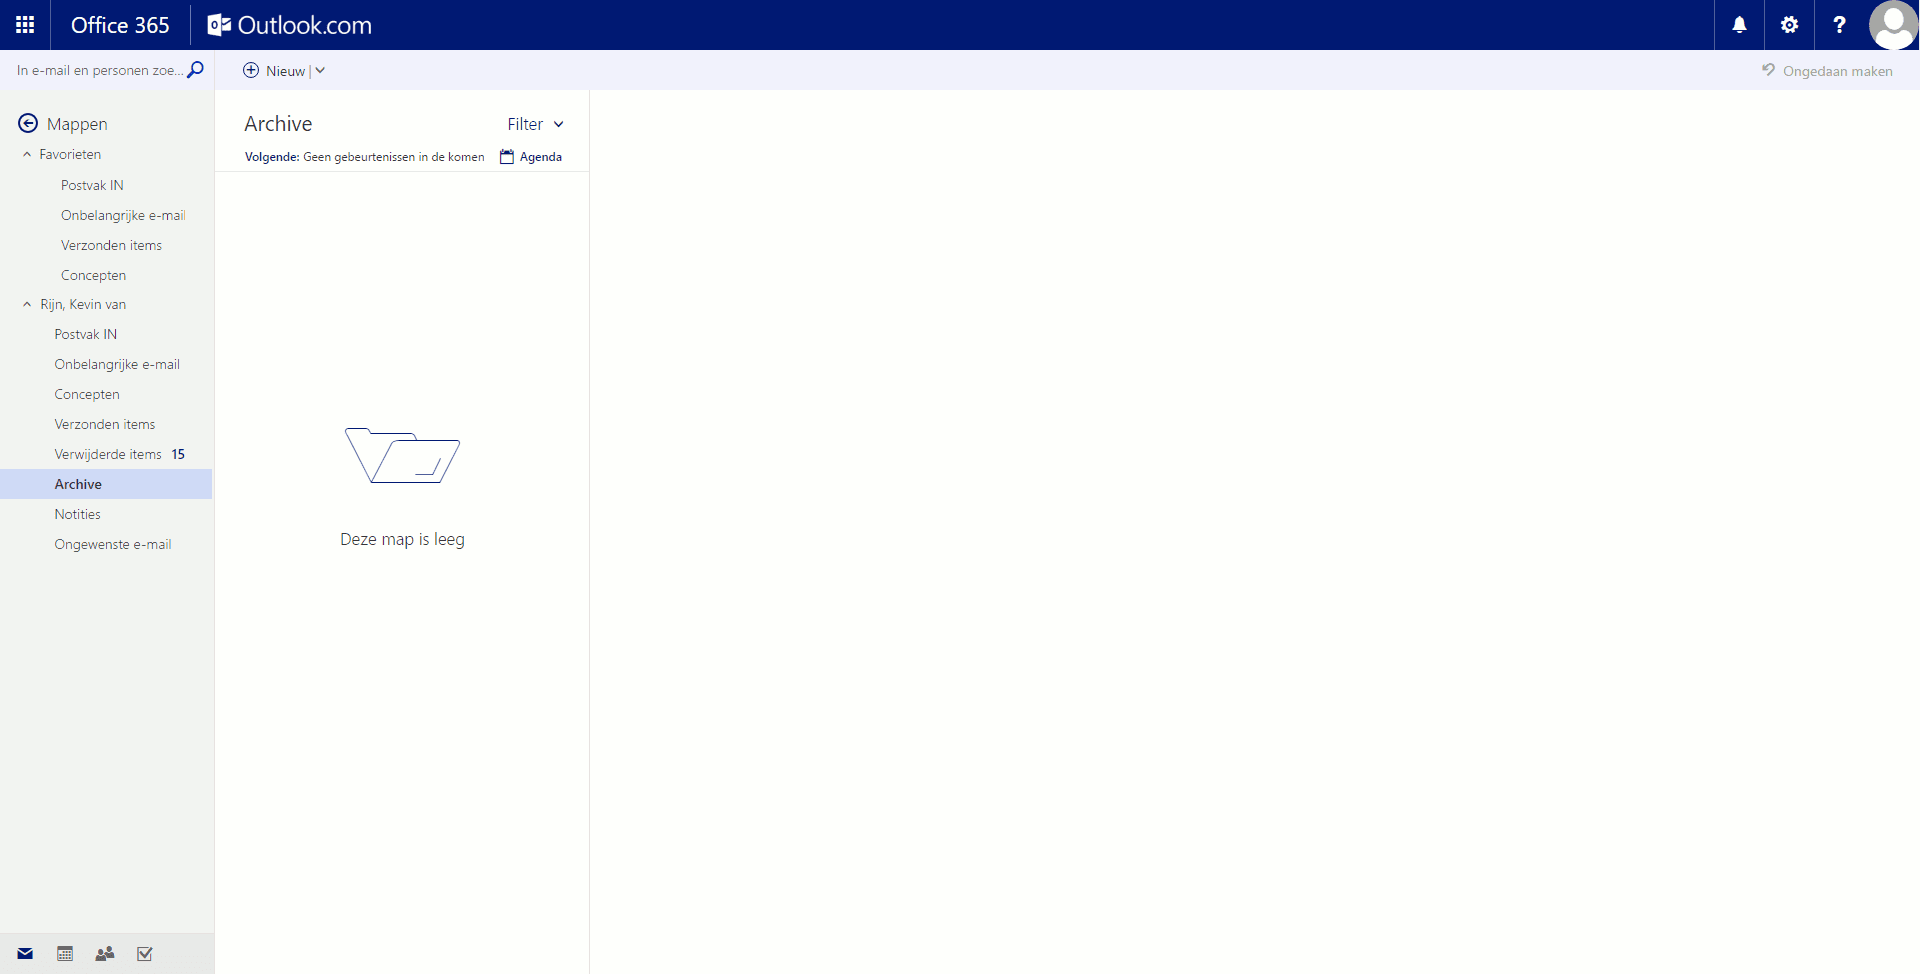 Office 365
Outlook.com
In e-mail en personen zoe...
Nieuw
Ongedaan maken
Mappen
Favorieten
Postvak IN
Onbelangrijke e-mail
Verzonden items
Concepten
Rijn, Kevin van
Postvak IN
Onbelangrijke e-mail
Concepten
Verzonden items
Verwijderde items 15
Archive
Notities
Ongewenste e-mail
Archive
Filter
Volgende: Geen gebeurtenissen in de komen
Agenda
Deze map is leeg